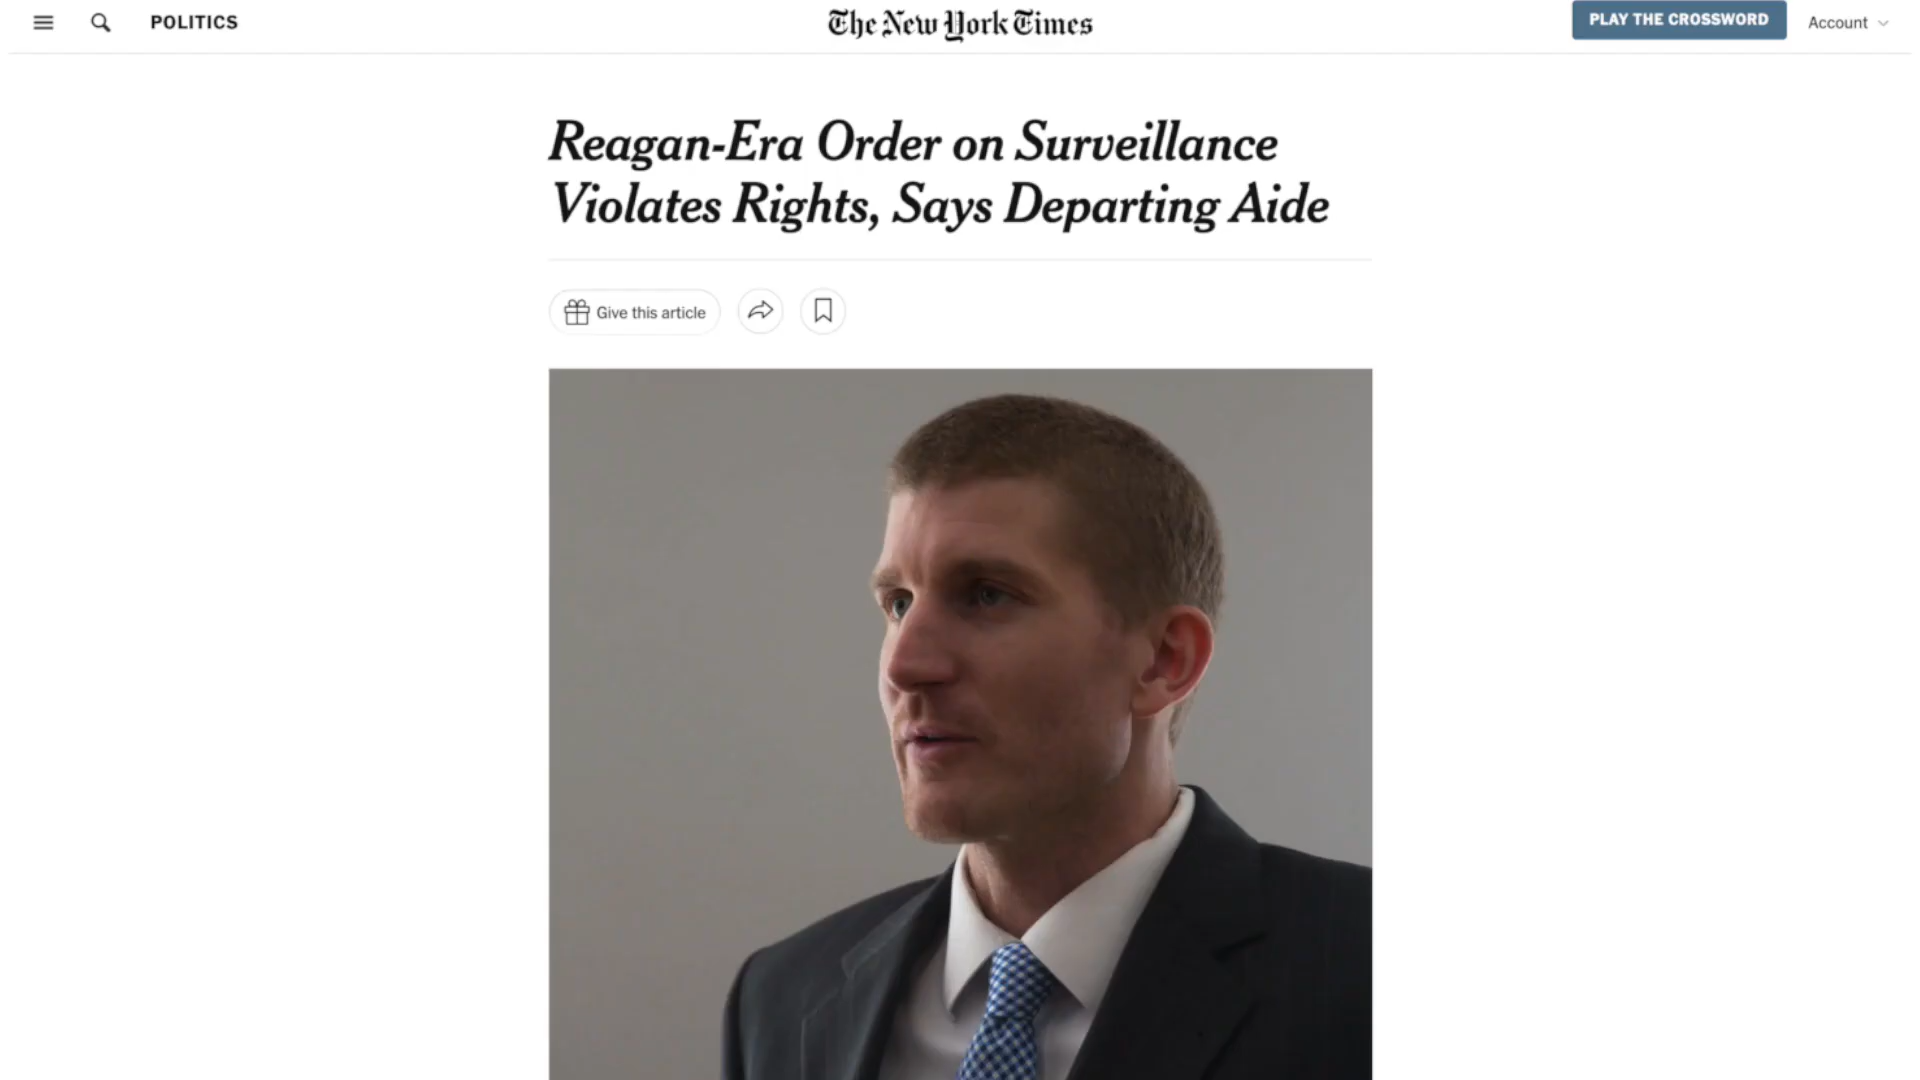 POLITICS
The New York Times
PLAY THE CROSSWORD
Account
Reagan-Era Order on Surveillance
Violates Rights, Says Departing Aide
Give this article